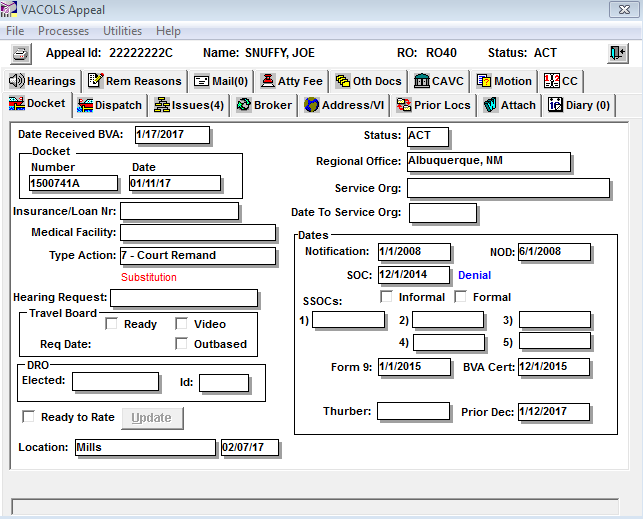 VACOLS Appeal
File Processes Utilities Help
Appeal Id: 22222222C Name: SNUFFY, JOE RO: RO40 Status: ACT
Hearings Rem Reasons Mail(0) Atty Fee Oth Docs CAVC Motion CC
Docket Dispatch Issues(4) Broker Address/VI Prior Locs Attach Diary (0)
Date Received BVA: 1/17/2017
Docket
Number Date
1500741A 01/11/17
Insurance/Loan Nr:
Medical Facility:
Type Action: 7 - Court Remand
Substitution
Hearing Request:
Travel Board
Ready Video
Req Date: Outbased
DRO
Elected: Id:
Ready to Rate Update
Location: Mills 02/07/17
Status: ACT
Regional Office: Albuquerque, NM
Service Org:
Date To Service Org:
Dates
Notification: 1/1/2008 NOD: 6/1/2008
SOC: 12/1/2014 Denial
SSOCs: Informal Formal
1) 2) 3)
4) 5)
Form 9: 1/1/2015 BVA Cert: 12/1/2015
Thurber: Prior Dec: 1/12/2017